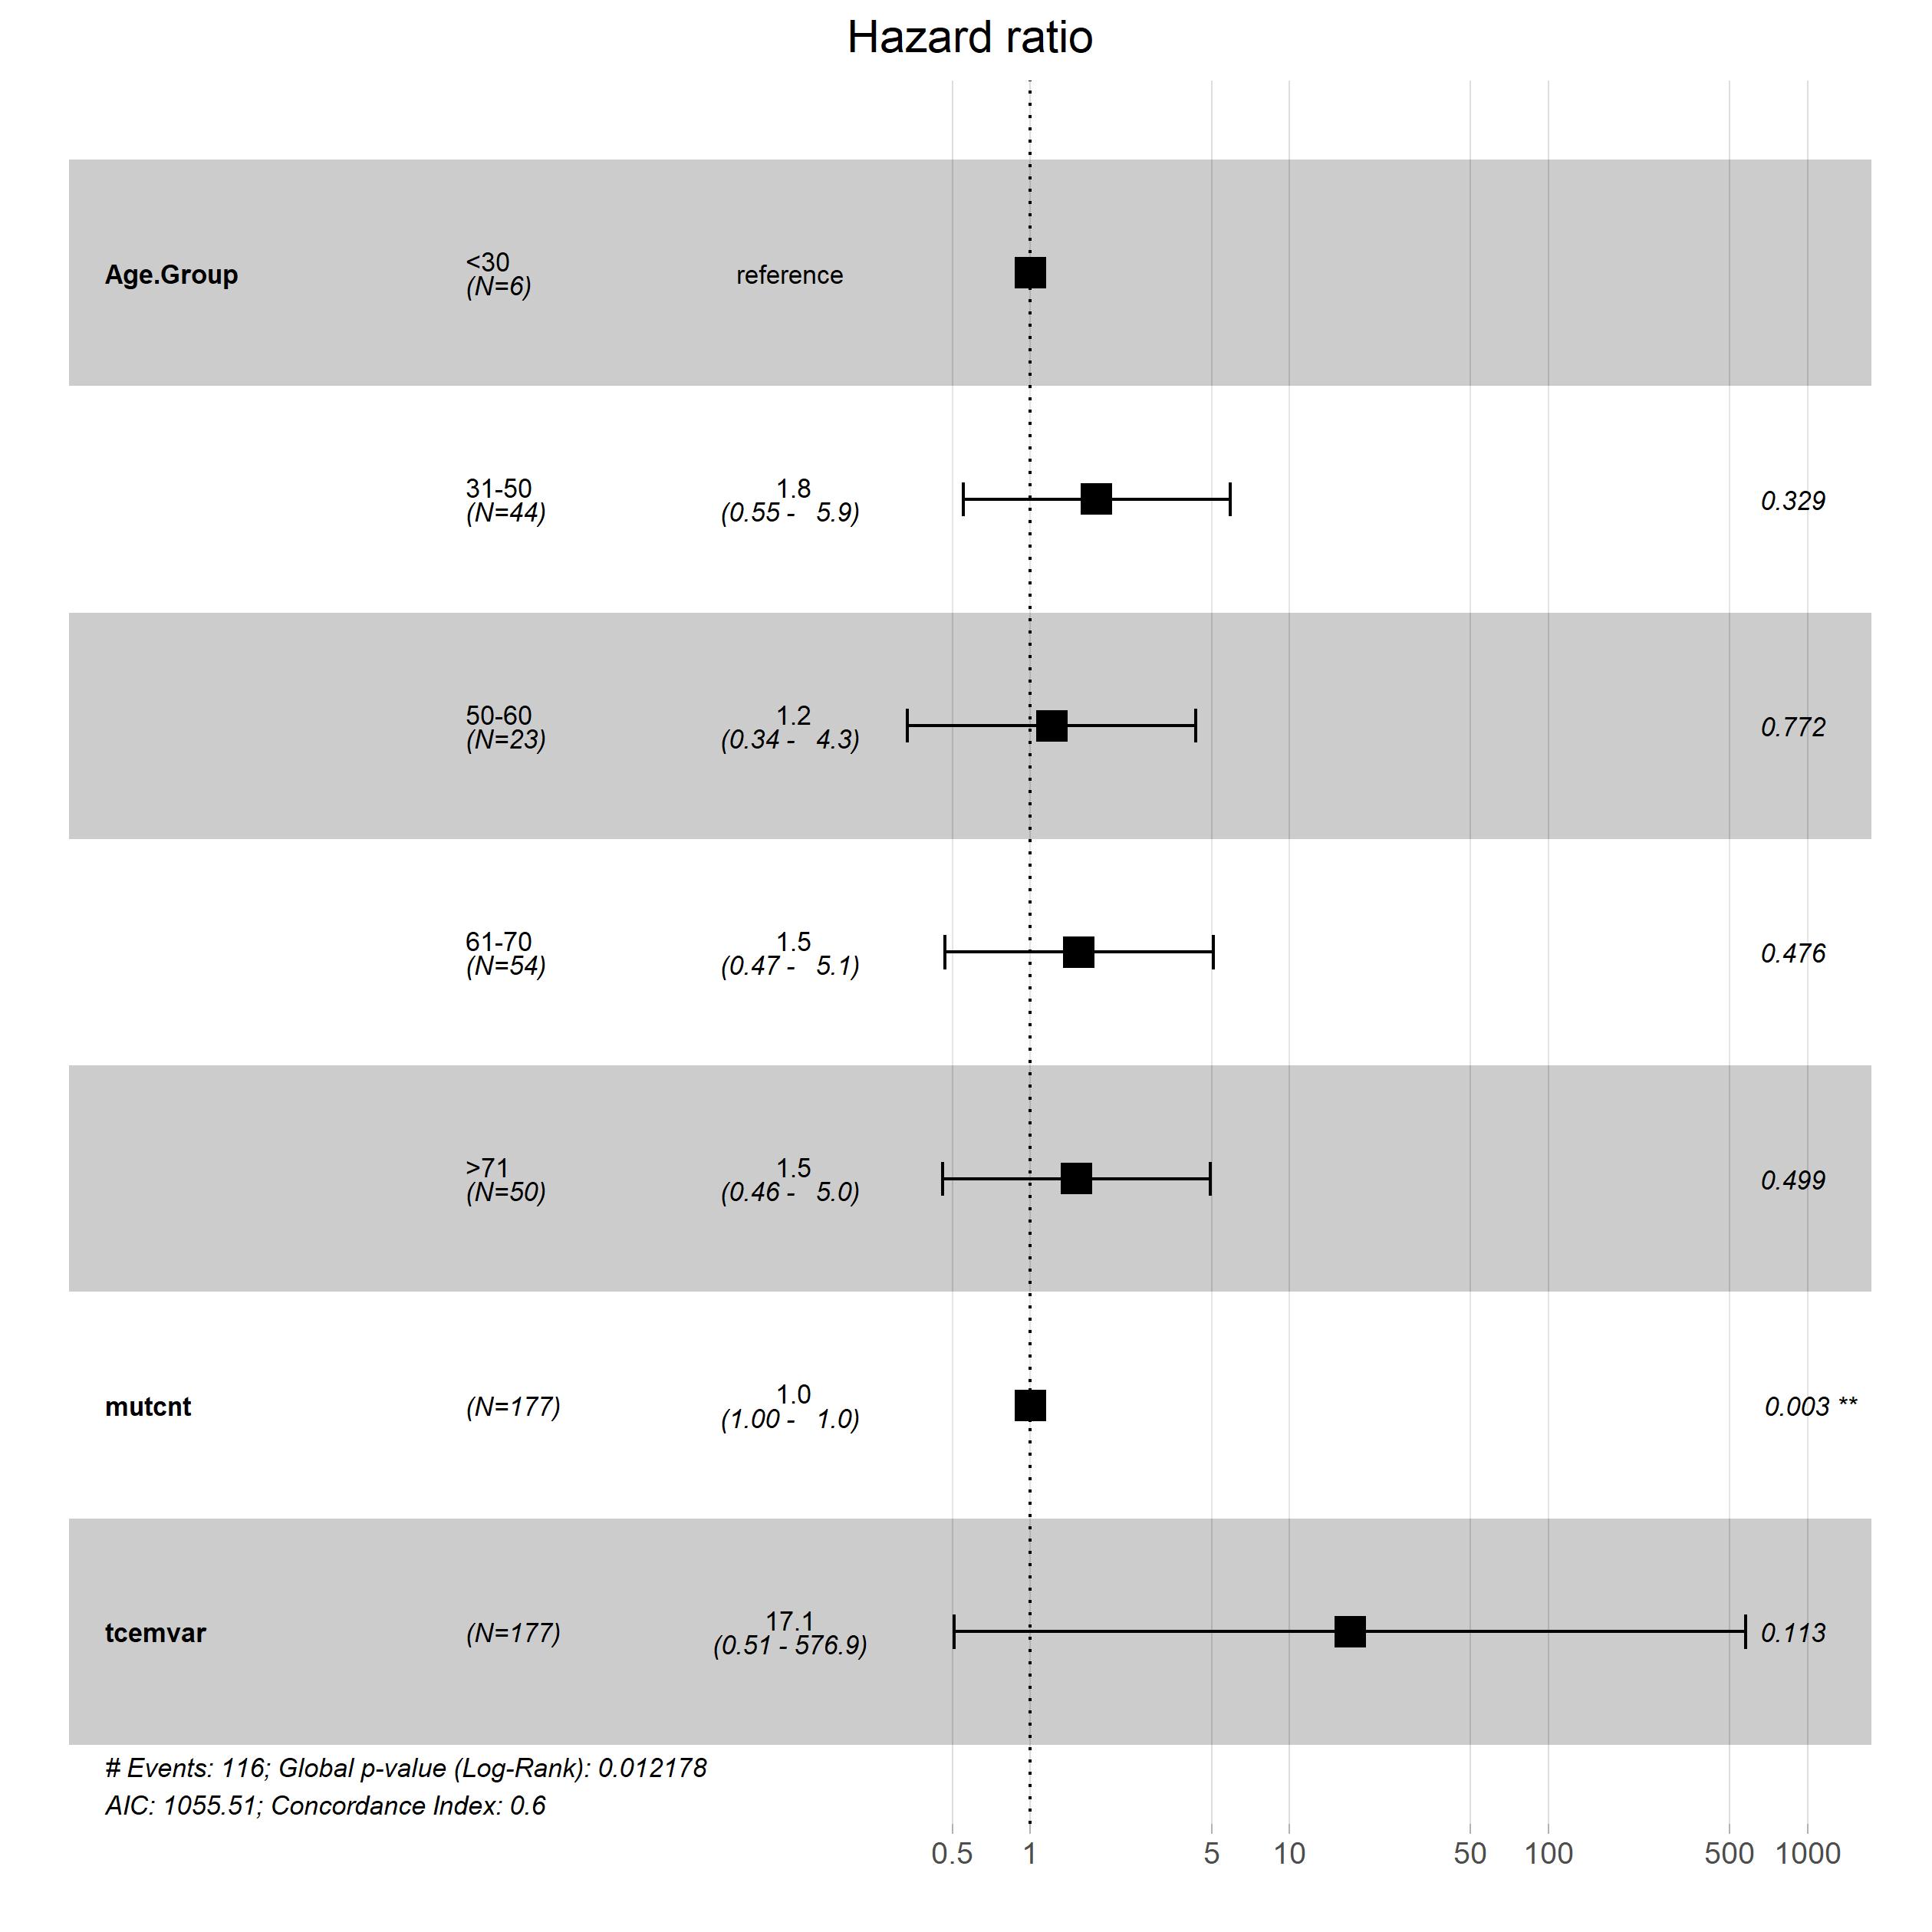 Hazard ratio
Age.Group
<30
(N=6)
reference
31-50
(N=44)
1.8
(0.55 - 5.9)
0.329
50-60
(N=23)
1.2
(0.34 - 4.3)
0.772
61-70
(N=54)
1.5
(0.47 - 5.1)
0.476
>71
(N=50)
1.5
(0.46 - 5.0)
0.499
mutcnt
(N=177)
1.0
(1.00 - 1.0)
0.003 **
tcemvar
(N=177)
17.1
(0.51 - 576.9)
0.113
# Events: 116; Global p-value (Log-Rank): 0.012178
AIC: 1055.51; Concordance Index: 0.6
0.5 1 5 10 50 100 500 1000